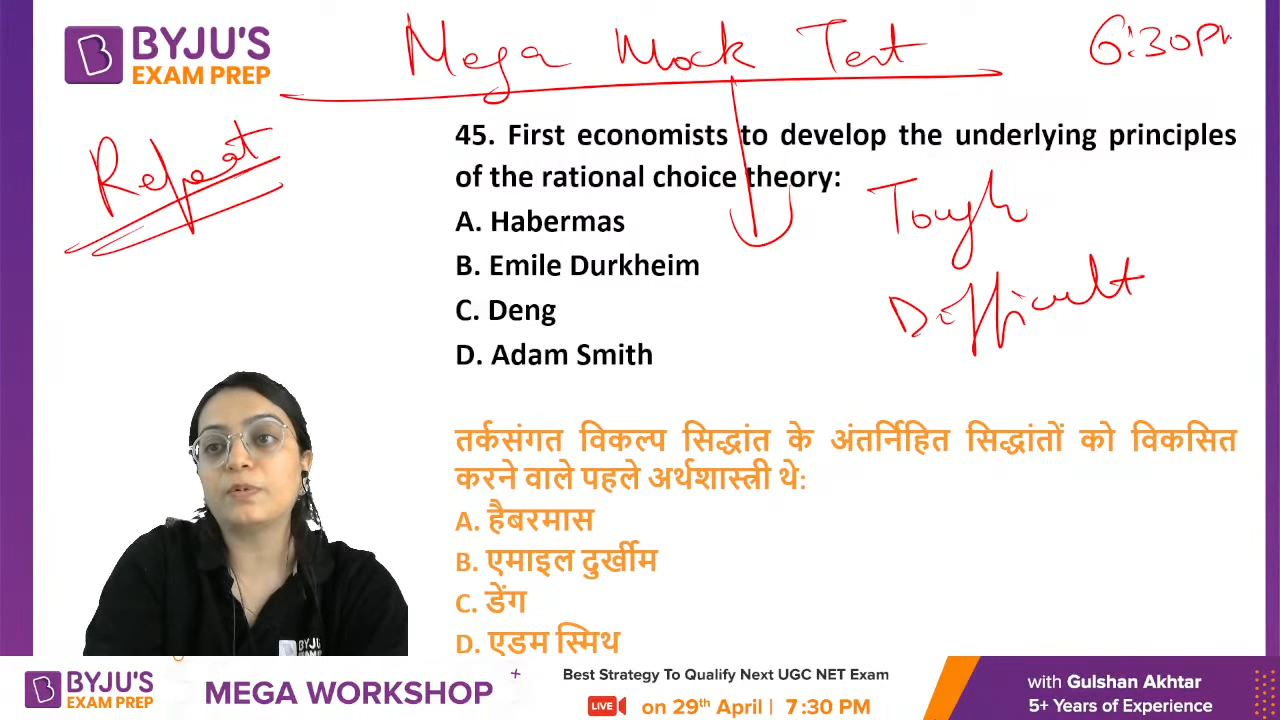 BYJU'S
EXAM PREP
Mega Mock Test
6:30PM
Repeat
45. First economists to develop the underlying principles
of the rational choice theory:
Tough
A. Habermas
B. Emile Durkheim
Difficult
C. Deng
D. Adam Smith
तर्कसंगत विकल्प सिद्धांत के अंतर्निहित सिद्धांतों को विकसित
करने वाले पहले अर्थशास्त्री थे:
A. हैबरमास
B. एमाइल दुर्खीम
C. डेंग
D. एडम स्मिथ
BYJU'S
BYJU'S
EXAM PREP
MEGA WORKSHOP
Best Strategy To Qualify Next UGC NET Exam
LIVE on 29th April | 7:30 PM
with Gulshan Akhtar
5+ Years of Experience